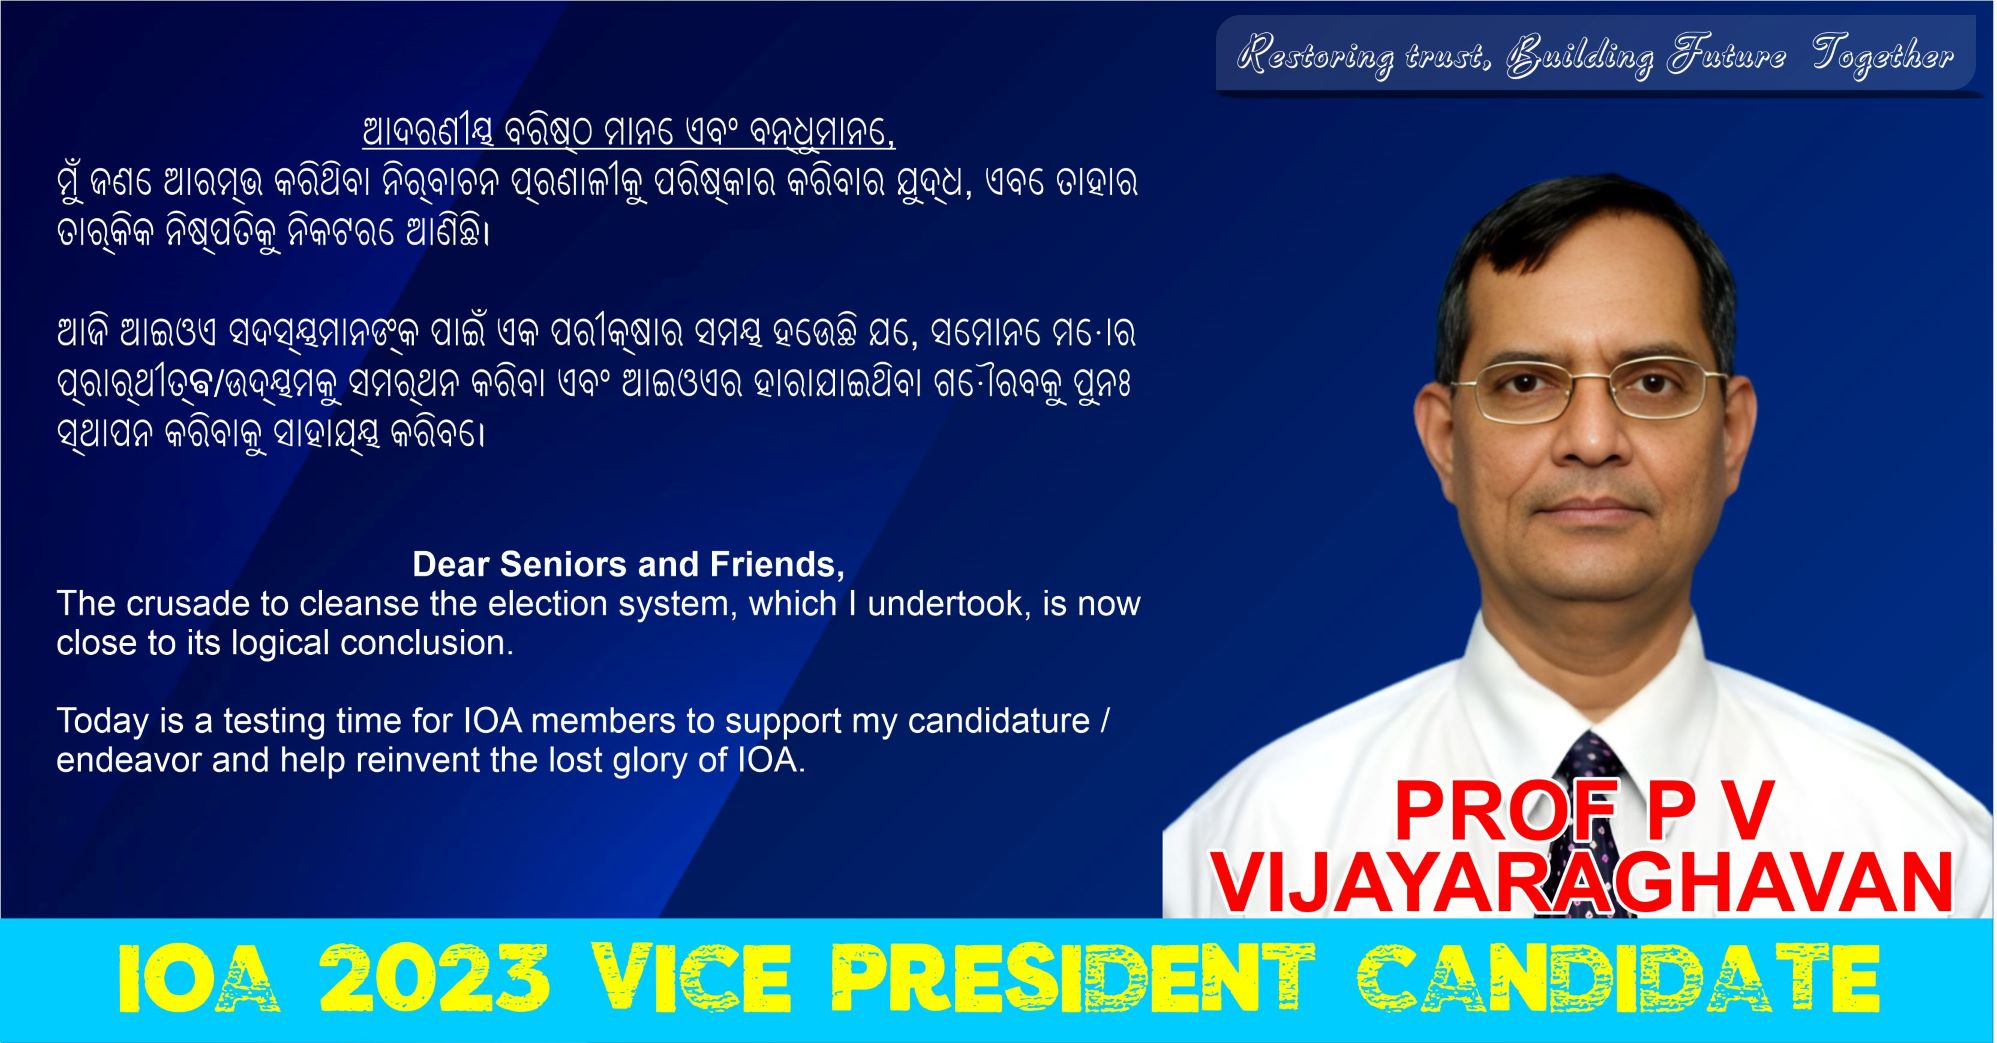 Restoring trust, Building Future Together
ଆଦରଣୀୟ ବରିଷ୍ଠ ମାନେ ଏବଂ ବନ୍ଧୁମାନେ,
ମୁଁ ଜଣେ ଆରମ୍ଭ କରିଥିବା ନିର୍ବାଚନ ପ୍ରଣାଳୀକୁ ପରିଷ୍କାର କରିବାର ଯୁଦ୍ଧ, ଏବେ ତାହାର
ତାର୍କିକ ନିଷ୍ପତିକୁ ନିକଟରେ ଆଣିଛି।
ଆଜି ଆଇଓଏ ସଦସ୍ୟମାନଙ୍କ ପାଇଁ ଏକ ପରୀକ୍ଷାର ସମୟ ହେଉଛି ଯେ, ସେମାନେ ମୋର
ପ୍ରାର୍ଥୀତ୍ଵ/ଉଦ୍ୟମକୁ ସମର୍ଥନ କରିବା ଏବଂ ଆଇଓଏର ହାରାଯାଇଥିବା ଗୌରବକୁ ପୁନଃ
ସ୍ଥାପନ କରିବାକୁ ସାହାଯ୍ୟ କରିବେ।
Dear Seniors and Friends,
The crusade to cleanse the election system, which I undertook, is now
close to its logical conclusion.
Today is a testing time for IOA members to support my candidature /
endeavor and help reinvent the lost glory of IOA.
PROF P V
VIJAYARAGHAVAN
IOA 2023 VICE PRESIDENT CANDIDATE